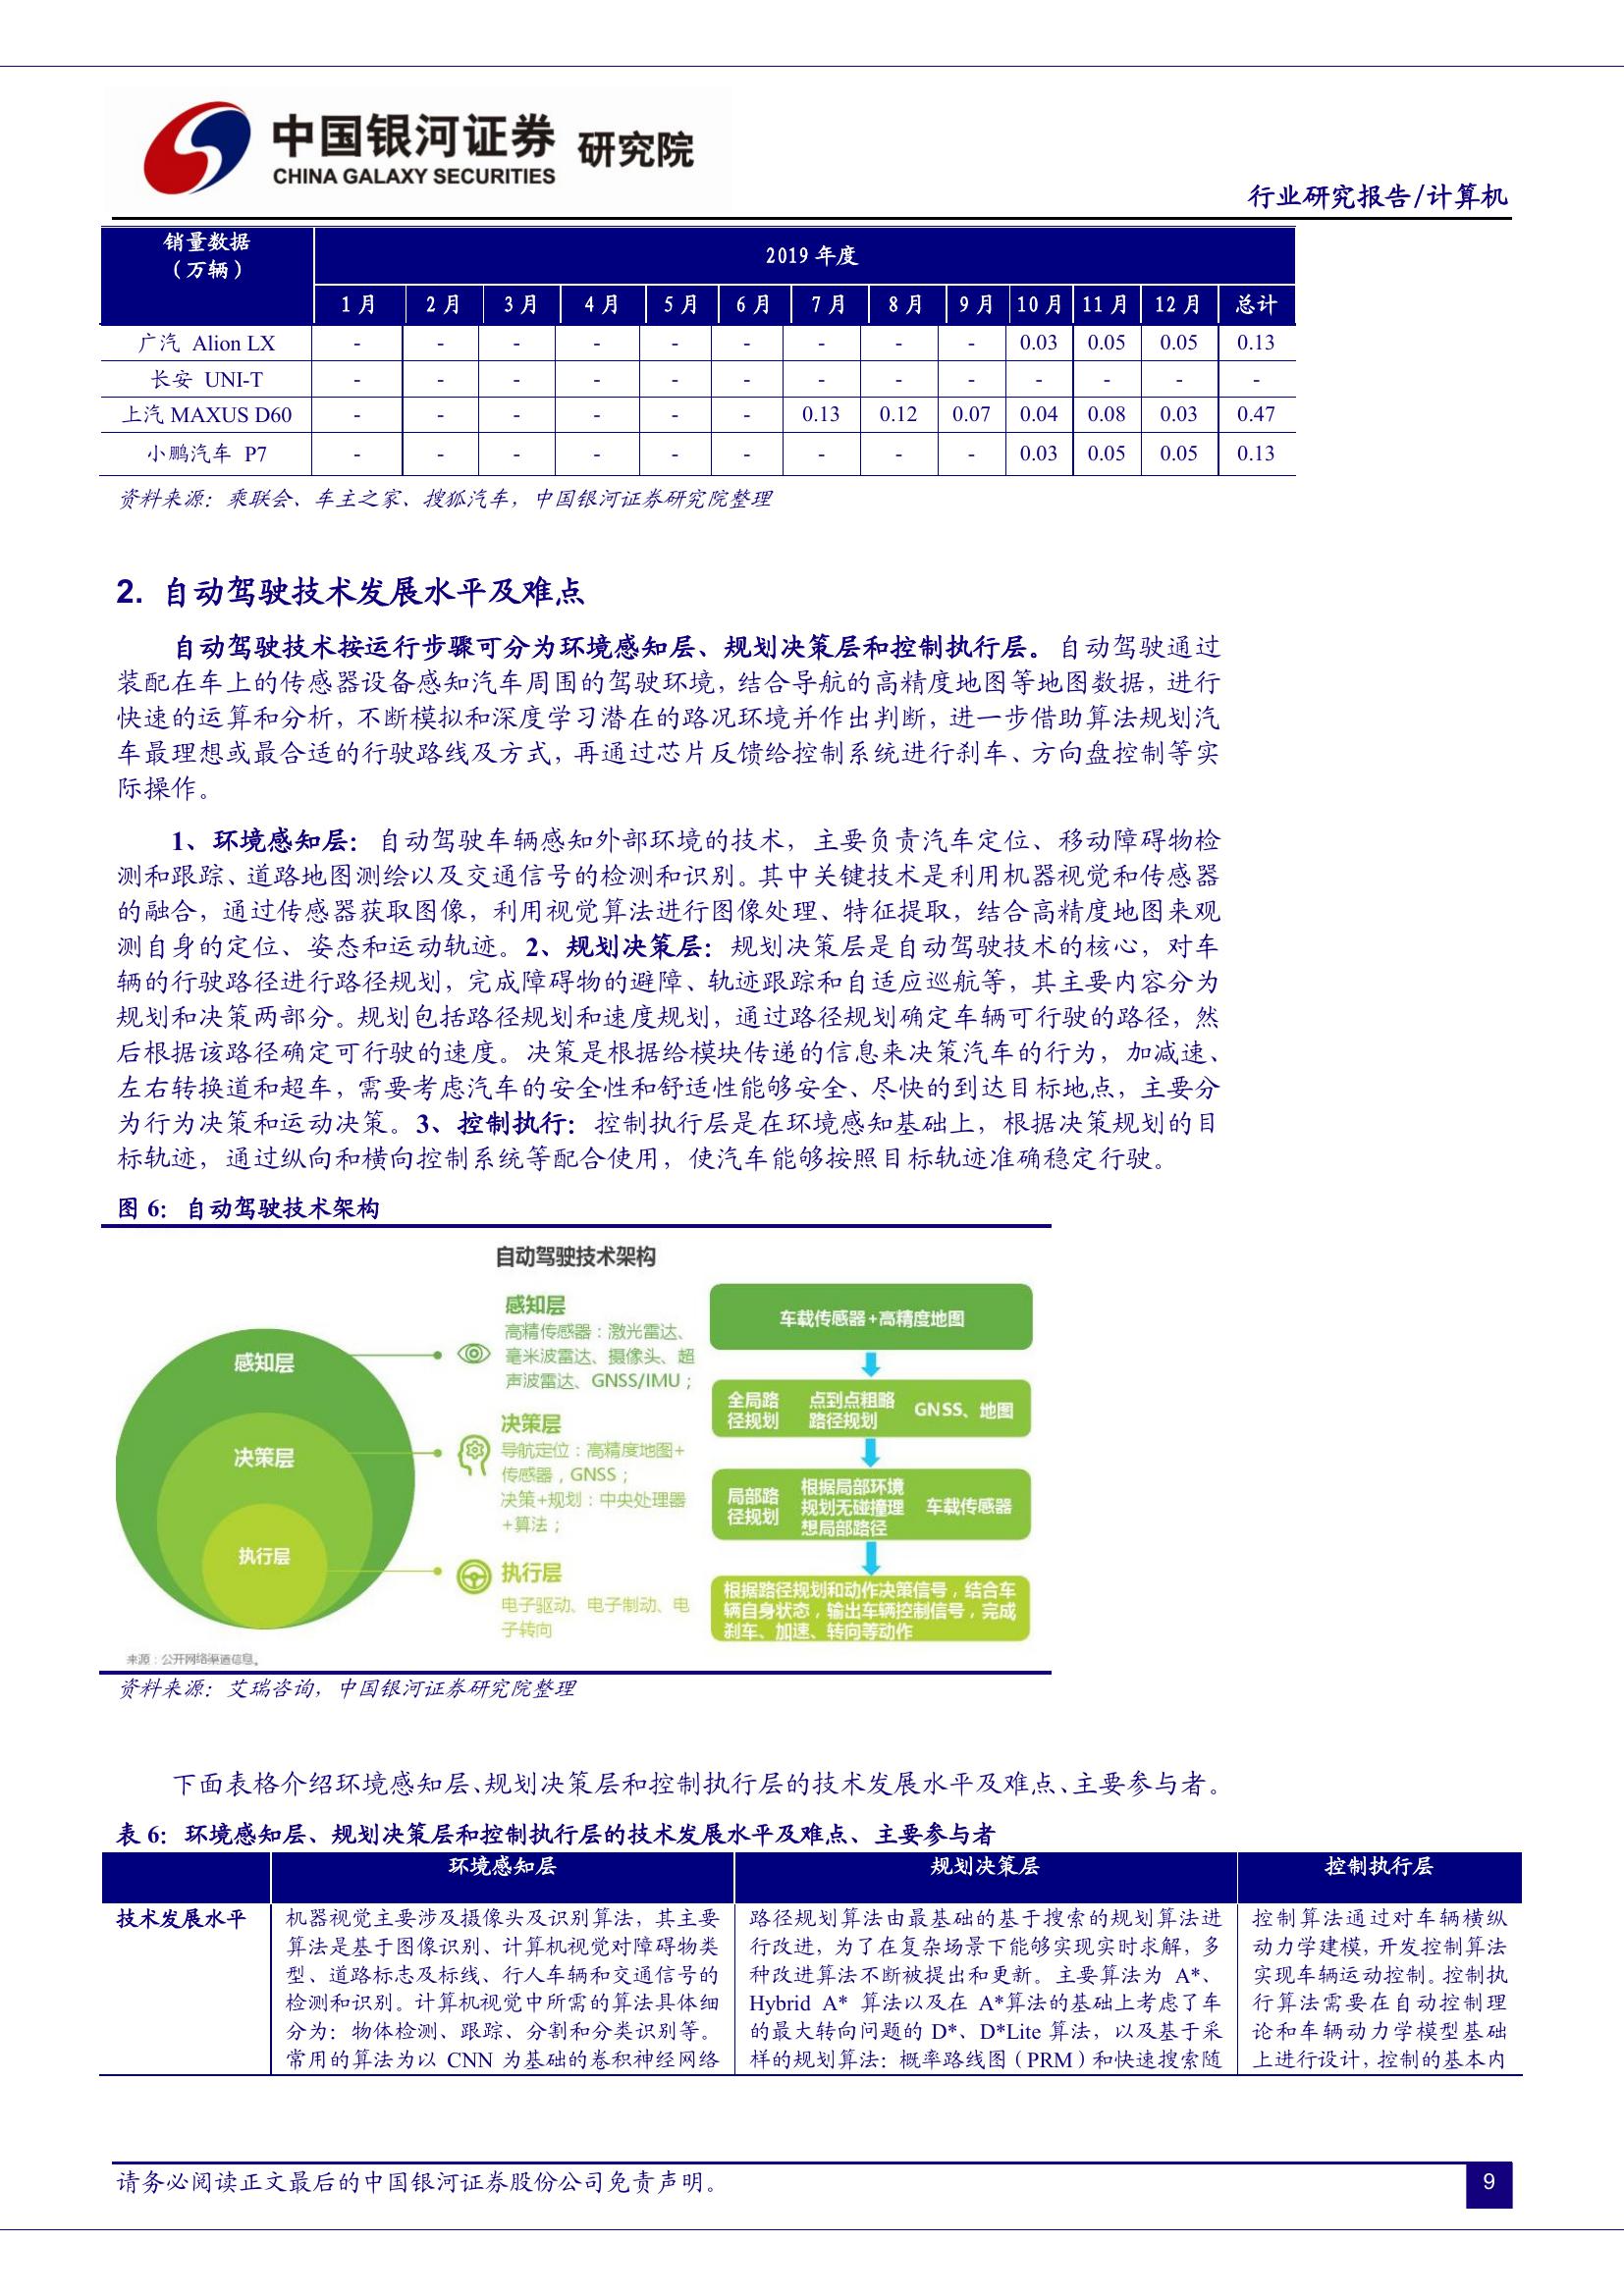 中国银河证券 研究院
CHINA GALAXY SECURITIES
行业研究报告/计算机
销量数据（万辆） 2019 年度
1 月 2 月 3 月 4 月 5 月 6 月 7 月 8 月 9 月 10 月 11 月 12 月 总计
广汽 Alion LX - - - - - - - - - 0.03 0.05 0.05 0.13
长安 UNI-T - - - - - - - - - - - - -
上汽 MAXUS D60 - - - - - - 0.13 0.12 0.07 0.04 0.08 0.03 0.47
小鹏汽车 P7 - - - - - - - - - 0.03 0.05 0.05 0.13
资料来源：乘联会、车主之家、搜狐汽车，中国银河证券研究院整理
2. 自动驾驶技术发展水平及难点
自动驾驶技术按运行步骤可分为环境感知层、规划决策层和控制执行层。自动驾驶通过
装配在车上的传感器设备感知汽车周围的驾驶环境，结合导航的高精度地图等地图数据，进行
快速的运算和分析，不断模拟和深度学习潜在的路况环境并作出判断，进一步借助算法规划汽
车最理想或最合适的行驶路线及方式，再通过芯片反馈给控制系统进行刹车、方向盘控制等实
际操作。
1、环境感知层：自动驾驶车辆感知外部环境的技术，主要负责汽车定位、移动障碍物检
测和跟踪、道路地图测绘以及交通信号的检测和识别。其中关键技术是利用机器视觉和传感器
的融合，通过传感器获取图像，利用视觉算法进行图像处理、特征提取，结合高精度地图来观
测自身的定位、姿态和运动轨迹。2、规划决策层：规划决策层是自动驾驶技术的核心，对车
辆的行驶路径进行路径规划，完成障碍物的避障、轨迹跟踪和自适应巡航等，其主要内容分为
规划和决策两部分。规划包括路径规划和速度规划，通过路径规划确定车辆可行驶的路径，然
后根据该路径确定可行驶的速度。决策是根据给模块传递的信息来决策汽车的行为，加减速、
左右转换道和超车，需要考虑汽车的安全性和舒适性能够安全、尽快的到达目标地点，主要分
为行为决策和运动决策。3、控制执行：控制执行层是在环境感知基础上，根据决策规划的目
标轨迹，通过纵向和横向控制系统等配合使用，使汽车能够按照目标轨迹准确稳定行驶。
图 6：自动驾驶技术架构
自动驾驶技术架构
感知层
决策层
执行层
感知层
高精传感器：激光雷达、
毫米波雷达、摄像头、超
声波雷达、GNSS/IMU；
决策层
导航定位：高精度地图+
传感器，GNSS；
决策+规划：中央处理器
+算法；
执行层
电子驱动、电子制动、电
子转向
车载传感器+高精度地图
全局路
径规划
点到点粗略
路径规划
GNSS、地图
局部路
径规划
根据局部环境
规划无碰撞理
想局部路径
车载传感器
根据路径规划和动作决策信号，结合车
辆自身状态，输出车辆控制信号，完成
刹车、加速、转向等动作
来源：公开网络渠道信息。
资料来源：艾瑞咨询，中国银河证券研究院整理
下面表格介绍环境感知层、规划决策层和控制执行层的技术发展水平及难点、主要参与者。
表 6：环境感知层、规划决策层和控制执行层的技术发展水平及难点、主要参与者
环境感知层 规划决策层 控制执行层
技术发展水平
机器视觉主要涉及摄像头及识别算法，其主要
算法是基于图像识别、计算机视觉对障碍物类
型、道路标志及标线、行人车辆和交通信号的
检测和识别。计算机视觉中所需的算法具体细
分为：物体检测、跟踪、分割和分类识别等。
常用的算法为以 CNN 为基础的卷积神经网络
路径规划算法由最基础的基于搜索的规划算法进
行改进，为了在复杂场景下能够实现实时求解，多
种改进算法不断被提出和更新。主要算法为 A*、
Hybrid A* 算法以及在 A*算法的基础上考虑了车
的最大转向问题的 D*、D*Lite 算法，以及基于采
样的规划算法：概率路线图（PRM）和快速搜索随
控制算法通过对车辆横纵
动力学建模，开发控制算法
实现车辆运动控制。控制执
行算法需要在自动控制理
论和车辆动力学模型基础
上进行设计，控制的基本内
请务必阅读正文最后的中国银河证券股份公司免责声明。
9